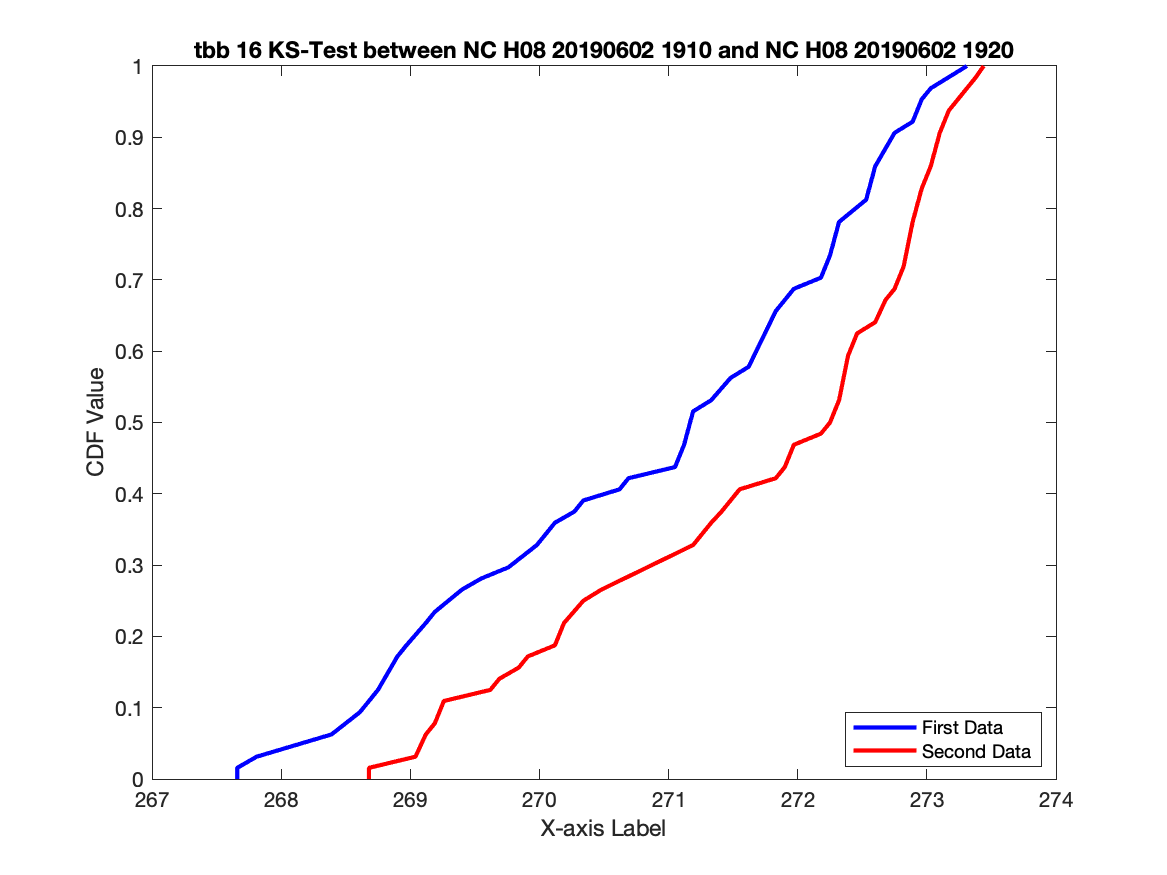 tbb 16 KS-Test between NC H08 20190602 1910 and NC H08 20190602 1920
1
0.9
0.8
0.7
0.6
0.5
0.4
0.3
0.2
0.1
0
CDF Value
First Data
Second Data
267 268 269 270 271 272 273 274
X-axis Label